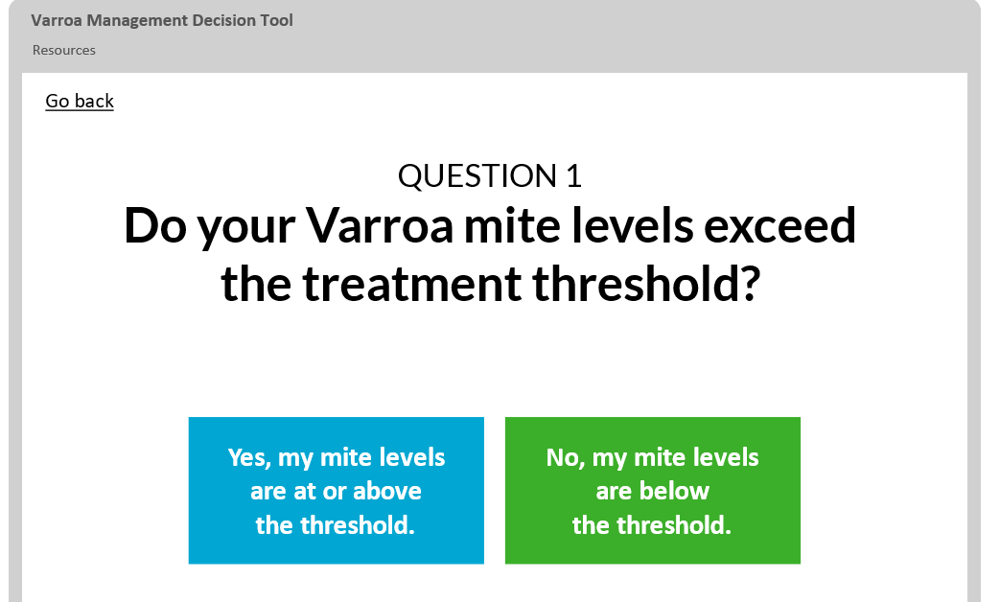 Varroa Management Decision Tool
Resources
Go back
QUESTION 1
Do your Varroa mite levels exceed
the treatment threshold?
Yes, my mite levels
are at or above
the threshold.
No, my mite levels
are below
the threshold.